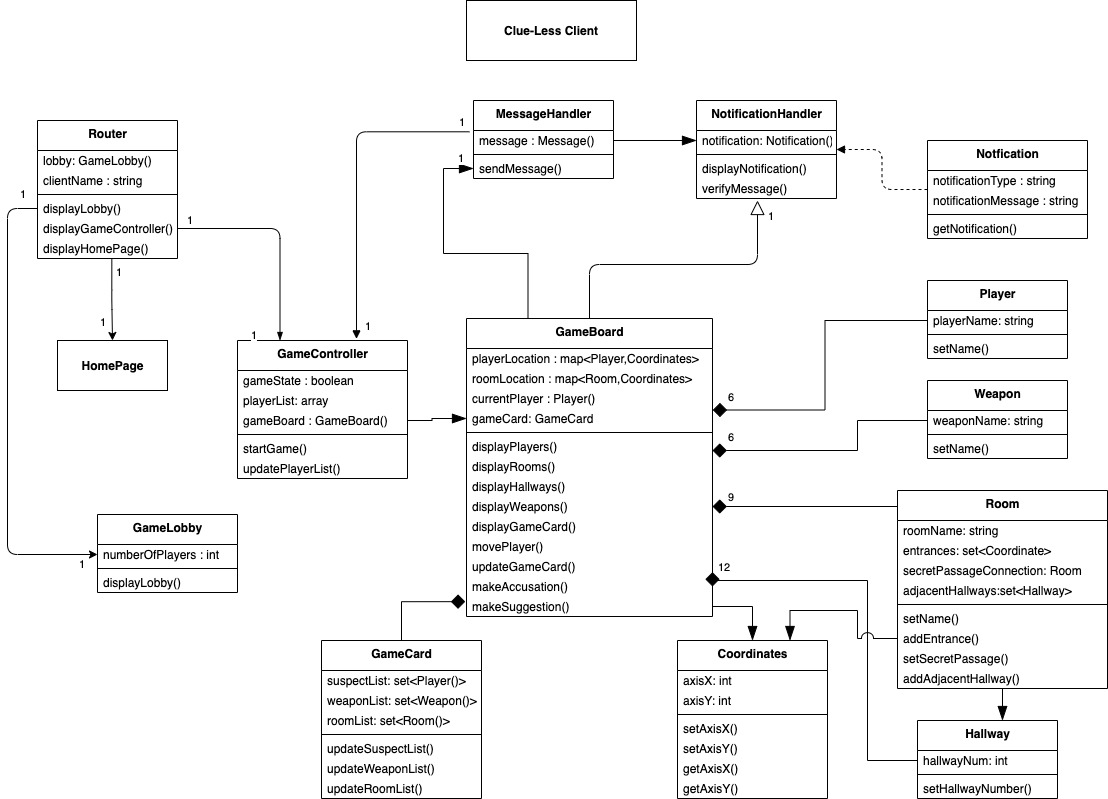 Clue-Less Client
MessageHandler
message : Message()
sendMessage()
1
1
NotificationHandler
notification: Notification()
displayNotification()
verifyMessage()
1
Router
lobby: GameLobby()
clientName : string
displayLobby()
displayGameController()
displayHomePage()
1
1
1
1
Notfication
notificationType : string
notificationMessage : string
getNotification()
HomePage
1
1
GameController
gameState : boolean
playerList: array
gameBoard : GameBoard()
startGame()
updatePlayerList()
GameBoard
playerLocation : map<Player,Coordinates>
roomLocation : map<Room,Coordinates>
currentPlayer : Player()
gameCard: GameCard
displayPlayers()
displayRooms()
displayHallways()
displayWeapons()
displayGameCard()
movePlayer()
updateGameCard()
makeAccusation()
makeSuggestion()
6
6
9
12
Player
playerName: string
setName()
Weapon
weaponName: string
setName()
Room
roomName: string
entrances: set<Coordinate>
secretPassageConnection: Room
adjacentHallways:set<Hallway>
setName()
addEntrance()
setSecretPassage()
addAdjacentHallway()
GameLobby
numberOfPlayers : int
displayLobby()
1
GameCard
suspectList: set<Player()>
weaponList: set<Weapon()>
roomList: set<Room()>
updateSuspectList()
updateWeaponList()
updateRoomList()
Coordinates
axisX: int
axisY: int
setAxisX()
setAxisY()
getAxisX()
getAxisY()
Hallway
hallwayNum: int
setHallwayNumber()